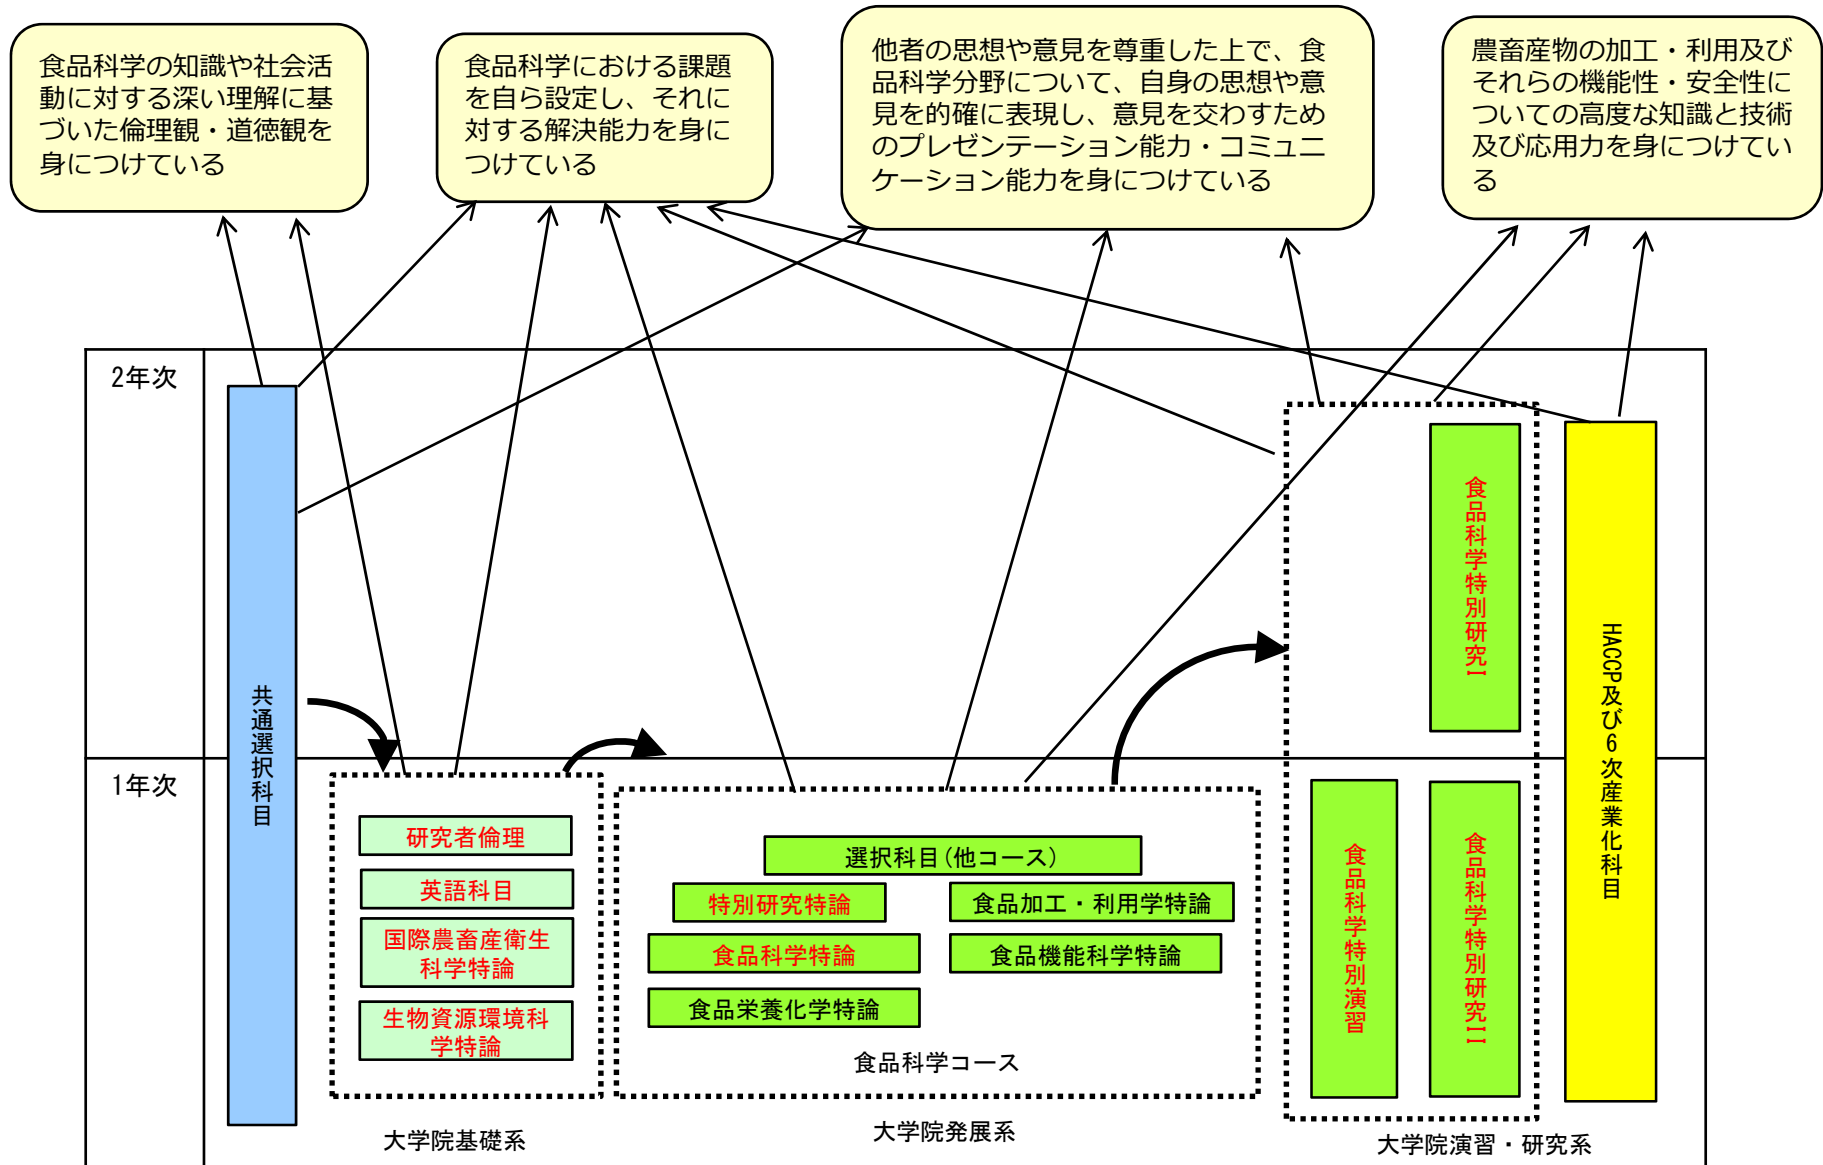 食品科学の知識や社会活
動に対する深い理解に基
づいた倫理観・道徳観を
身につけている
食品科学における課題
を自ら設定し、それに
対する解決能力を身に
つけている
他者の思想や意見を尊重した上で、食
品科学分野について、自身の思想や意
見を的確に表現し、意見を交わすため
のプレゼンテーション能力・コミュニ
ケーション能力を身につけている
農畜産物の加工・利用及び
それらの機能性・安全性に
ついての高度な知識と技術
及び応用力を身につけてい
る
2年次
1年次
共通選択科目
研究者倫理
英語科目
国際農畜産衛生
科学特論
生物資源環境科
学特論
大学院基礎系
選択科目(他コース)
特別研究特論
食品加工・利用学特論
食品科学特論
食品機能科学特論
食品栄養化学特論
食品科学コース
大学院発展系
食品科学特別研究I
食品科学特別演習
食品科学特別研究II
大学院演習・研究系
HACCP及び6次産業化科目